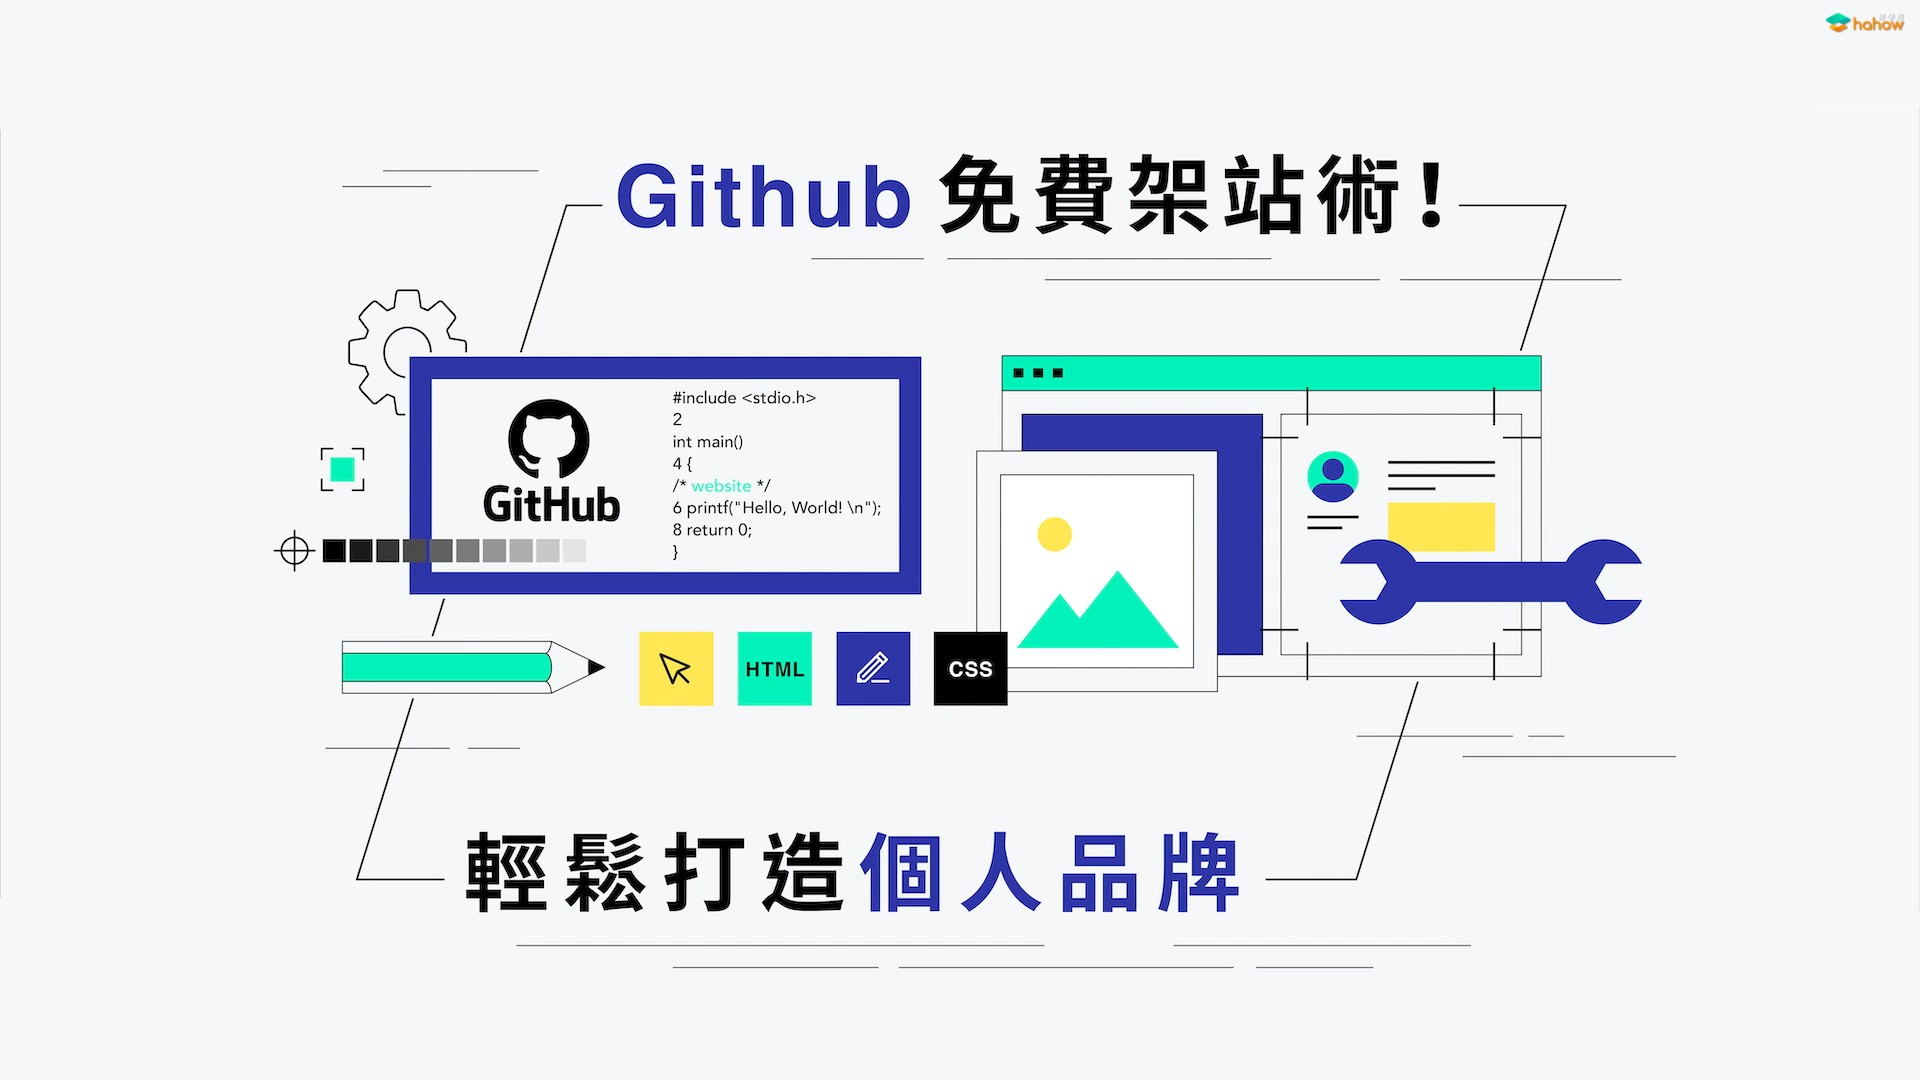 hahow
Github 免費架站術！
#include <stdio.h>
2
int main()
4 {
/* website */
6 printf("Hello, World! \n");
8 return 0;
}
GitHub
HTML
CSS
輕鬆打造個人品牌